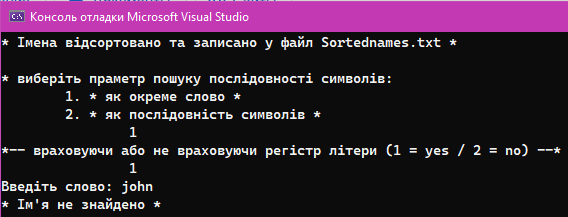 Консоль отладки Microsoft Visual Studio
* Імена відсортовано та записано у файл Sortednames.txt *
* виберіть праметр пошуку послідовності символів:
1. * як окреме слово *
2. * як послідовність символів *
1
*-- враховуючи або не враховуючи регістр літери (1 = yes / 2 = no) --*
1
Введіть слово: john
* Ім'я не знайдено *